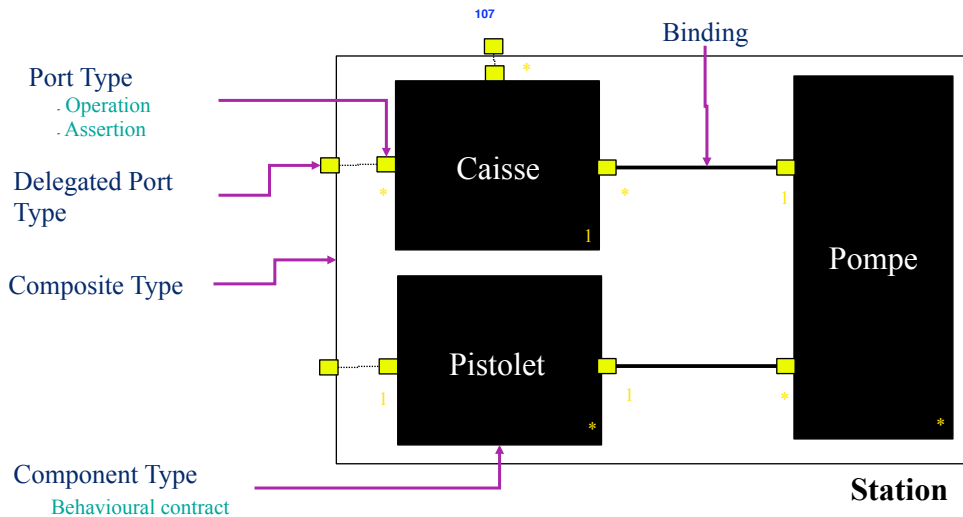 107
Binding
Port Type
- Operation
- Assertion
*
Caisse
*
*
1
1
Delegated Port
Type
Composite Type
Pompe
Pistolet
1
1
*
*
*
Component Type
Behavioural contract
Station